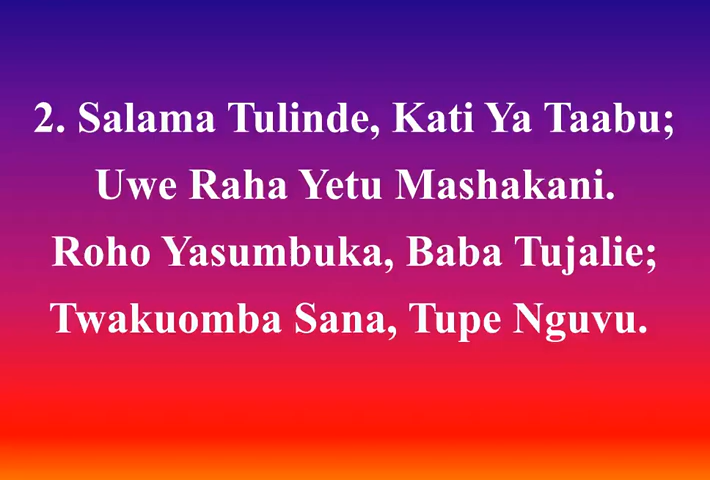 2. Salama Tulinde, Kati Ya Taabu;
Uwe Raha Yetu Mashakani.
Roho Yasumbuka, Baba Tujalie;
Twakuomba Sana, Tupe Nguvu.